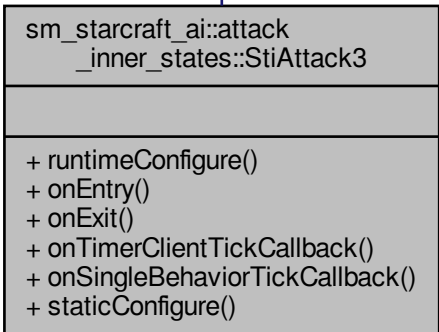 sm_starcraft_ai::attack
_inner_states::StiAttack3
+ runtimeConfigure()
+ onEntry()
+ onExit()
+ onTimerClientTickCallback()
+ onSingleBehaviorTickCallback()
+ staticConfigure()